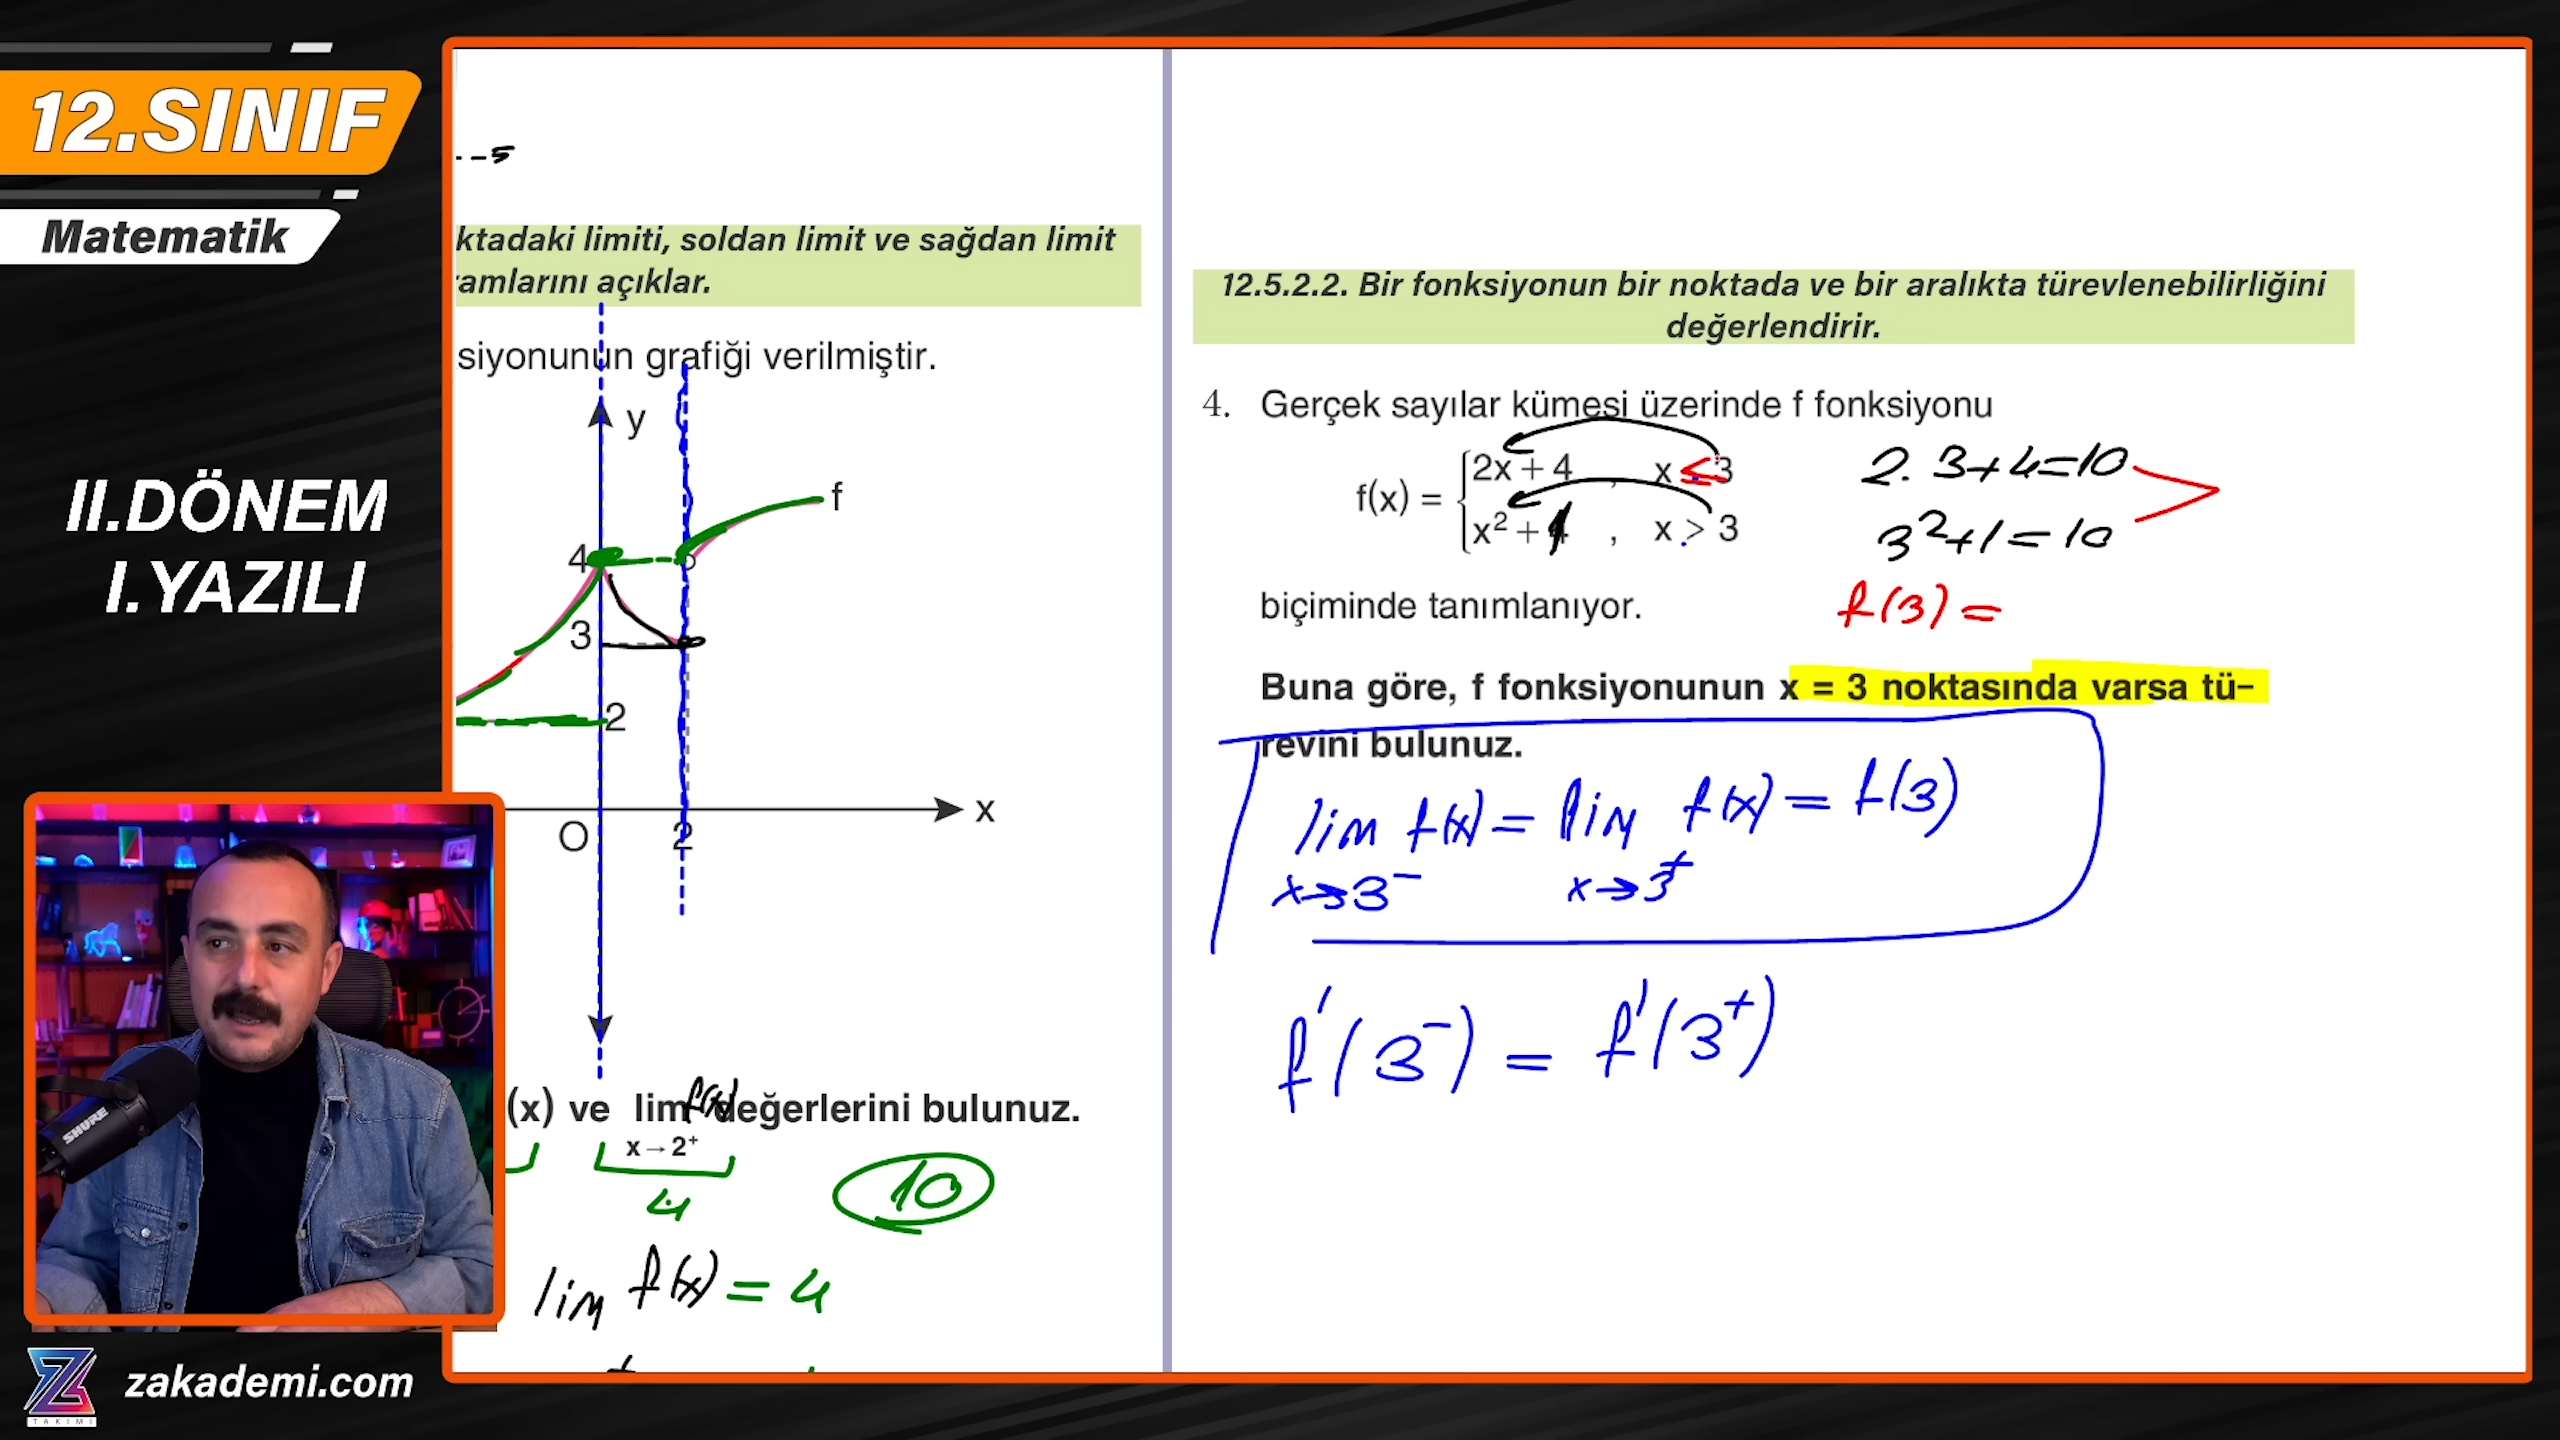 12.SINIF
Matematik
II.DÖNEM
I.YAZILI
--5
ktadaki limiti, soldan limit ve sağdan limit
amlarını açıklar.
siyonunun grafiği verilmiştir.
y
f
4
3
2
O
2
x
(x) ve lim f(x) değerlerini bulunuz.
x→2⁺
4
10
lim f(x) = 4
12.5.2.2. Bir fonksiyonun bir noktada ve bir aralıkta türevlenebilirliğini
değerlendirir.
4. Gerçek sayılar kümesi üzerinde f fonksiyonu
2x + 4 , x ≤ 3
f(x) =
x² + 1 , x > 3
2. 3+4=10
3²+1=10
biçiminde tanımlanıyor.
f(3) =
Buna göre, f fonksiyonunun x = 3 noktasında varsa tü-
revini bulunuz.
lim f(x) = lim f(x) = f(3)
x→3⁻ x→3⁺
f'(3⁻) = f'(3⁺)
SHURE
TAKIMI
zakademi.com